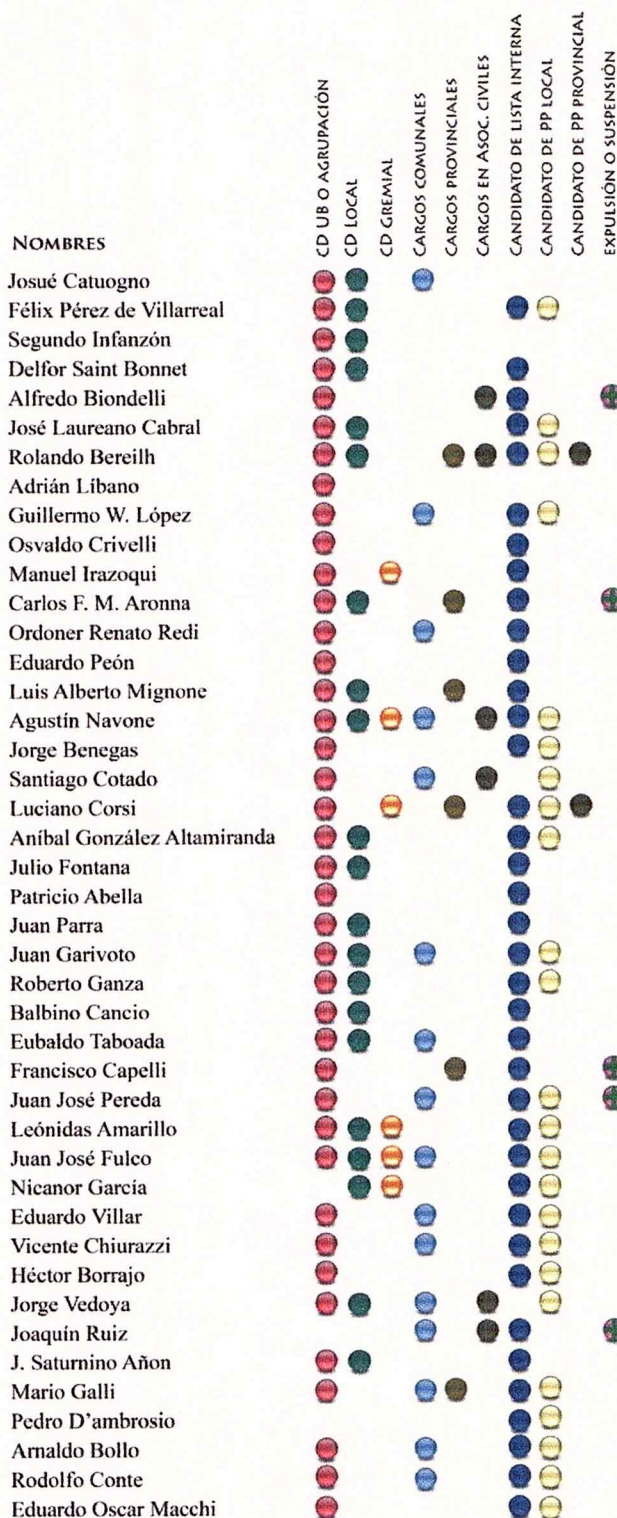 NOMBRES
CD UB O AGRUPACIÓN
CD LOCAL
CD GREMIAL
CARGOS COMUNALES
CARGOS PROVINCIALES
CARGOS EN ASOC. CIVILES
CANDIDATO DE LISTA INTERNA
CANDIDATO DE PP LOCAL
CANDIDATO DE PP PROVINCIAL
EXPULSIÓN O SUSPENSIÓN
Josué Catuogno
Félix Pérez de Villarreal
Segundo Infanzón
Delfor Saint Bonnet
Alfredo Biondelli
José Laureano Cabral
Rolando Bereilh
Adrián Líbano
Guillermo W. López
Osvaldo Crivelli
Manuel Irazoqui
Carlos F. M. Aronna
Ordoner Renato Redi
Eduardo Peón
Luis Alberto Mignone
Agustín Navone
Jorge Benegas
Santiago Cotado
Luciano Corsi
Aníbal González Altamiranda
Julio Fontana
Patricio Abella
Juan Parra
Juan Garivoto
Roberto Ganza
Balbino Cancio
Eubaldo Taboada
Francisco Capelli
Juan José Pereda
Leónidas Amarillo
Juan José Fulco
Nicanor García
Eduardo Villar
Vicente Chiurazzi
Héctor Borrajo
Jorge Vedoya
Joaquín Ruiz
J. Saturnino Añon
Mario Galli
Pedro D'ambrosio
Arnaldo Bollo
Rodolfo Conte
Eduardo Oscar Macchi